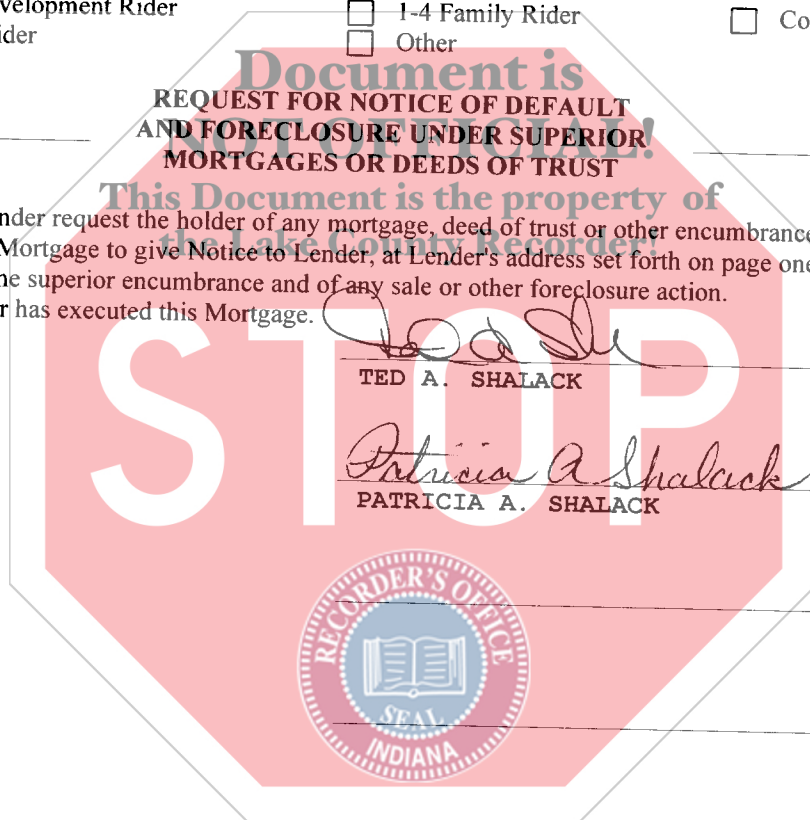 velopment Rider
1-4 Family Rider
Co
ider
Other
Document is
REQUEST FOR NOTICE OF DEFAULT
AND FORECLOSURE UNDER SUPERIOR
NOT OFFICIAL!
MORTGAGES OR DEEDS OF TRUST
This Document is the property of
nder request the holder of any mortgage, deed of trust or other encumbrance
the Lake County Recorder!
Mortgage to give Notice to Lender, at Lender's address set forth on page one
he superior encumbrance and of any sale or other foreclosure action.
r has executed this Mortgage.
STOP
TED A. SHALACK
Patricia A. Shalack
PATRICIA A. SHALACK
RECORDER'S OFFICE
SEAL
INDIANA